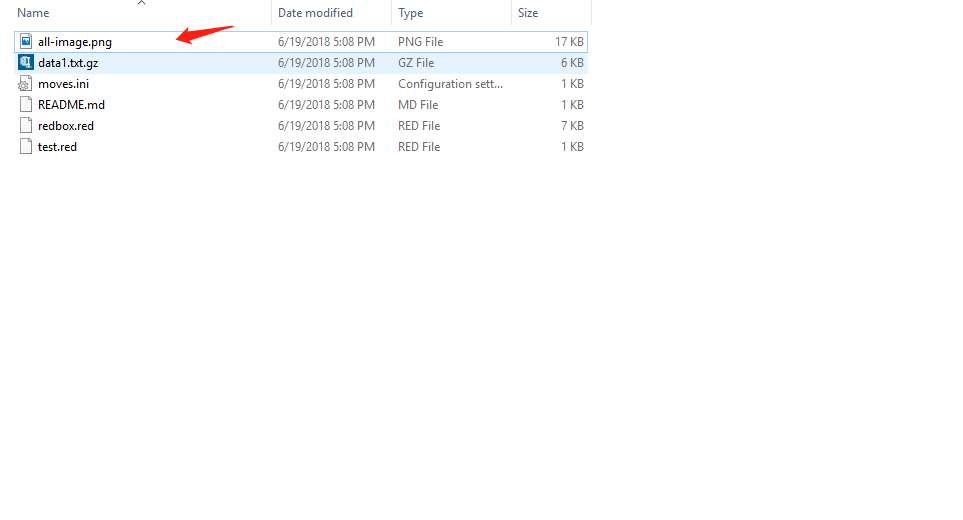 Name Date modified Type Size
all-image.png 6/19/2018 5:08 PM PNG File 17 KB
data1.txt.gz 6/19/2018 5:08 PM GZ File 6 KB
moves.ini 6/19/2018 5:08 PM Configuration sett... 1 KB
README.md 6/19/2018 5:08 PM MD File 1 KB
redbox.red 6/19/2018 5:08 PM RED File 7 KB
test.red 6/19/2018 5:08 PM RED File 1 KB